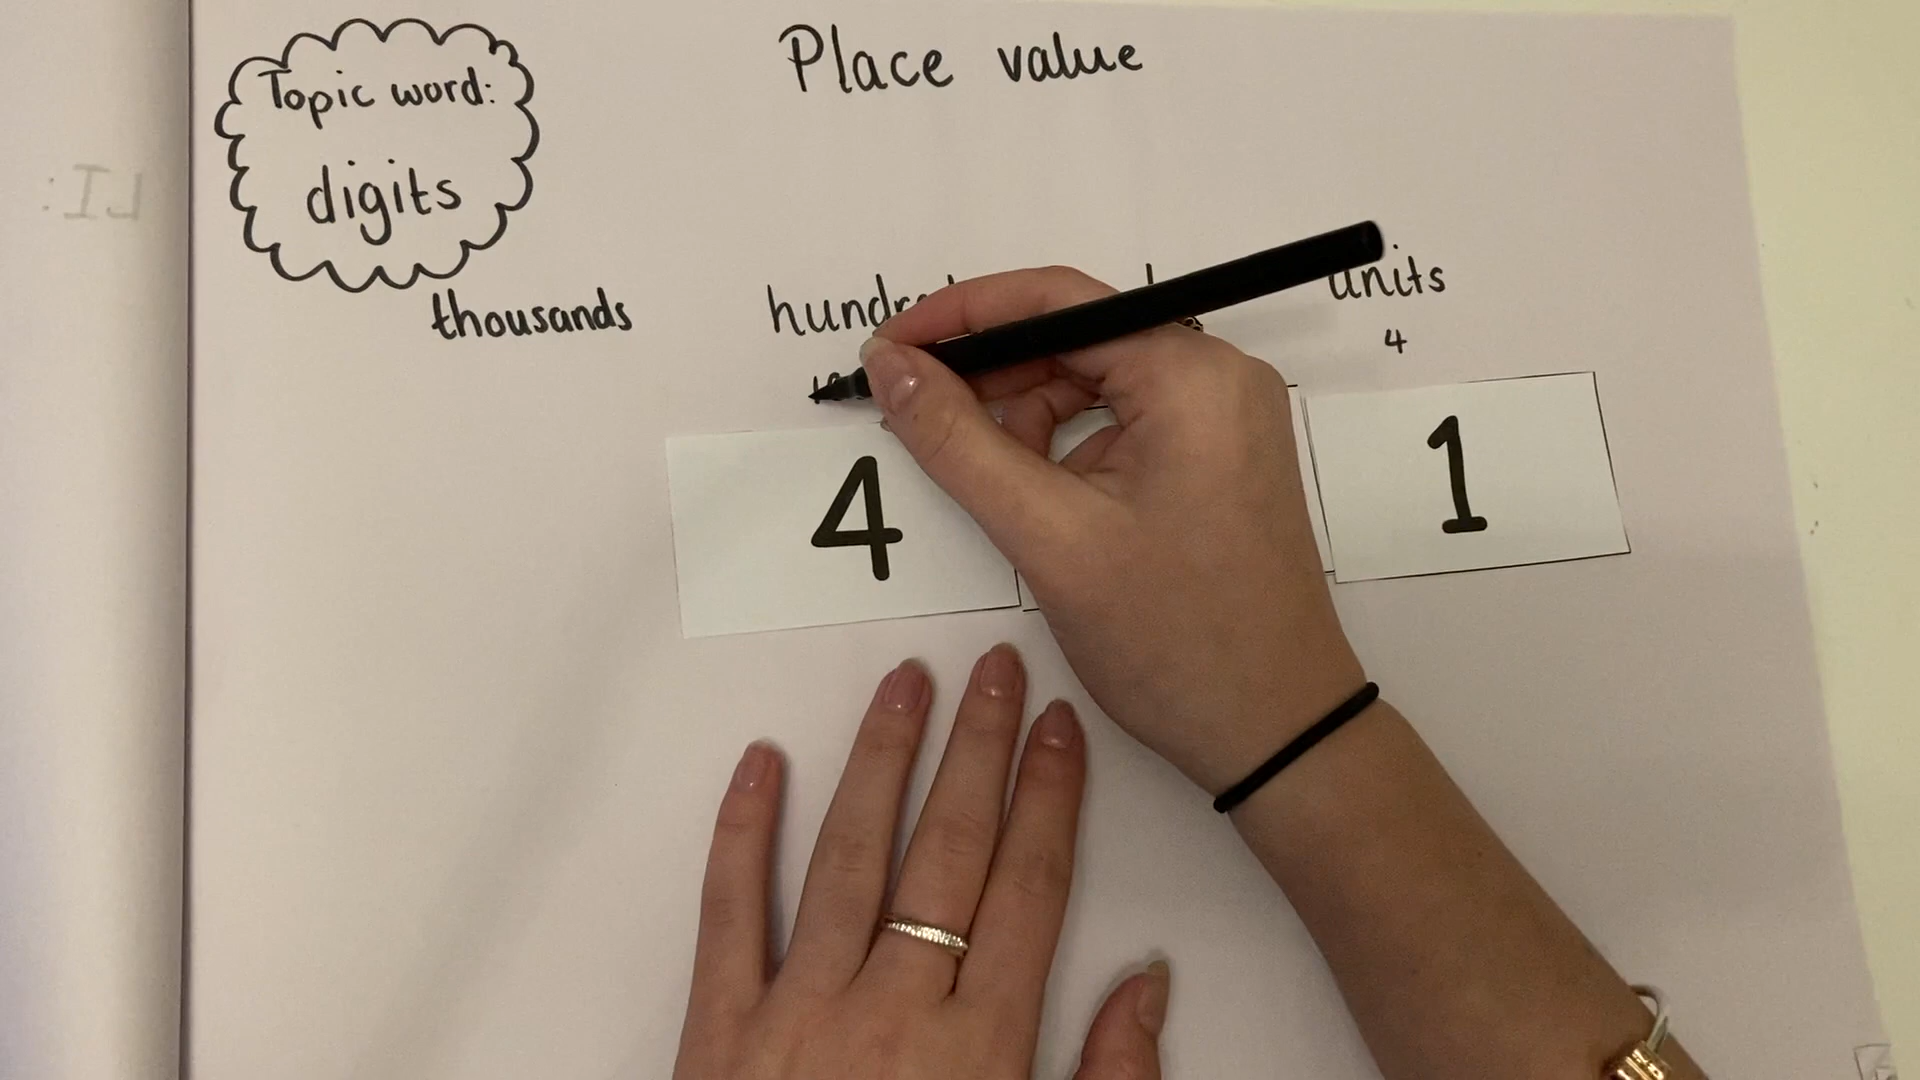 Place value
Topic word:
digits
thousands
units
4
4
1